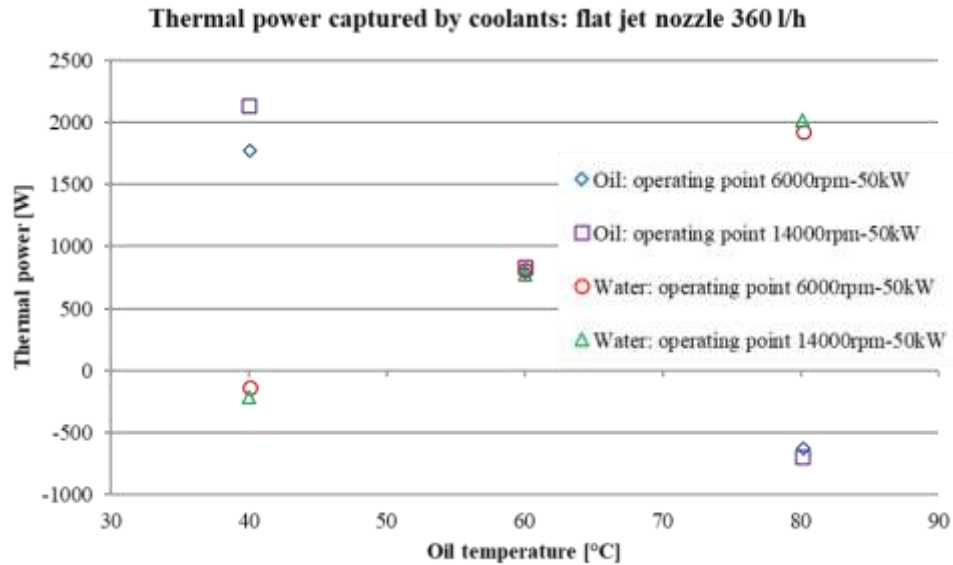 Thermal power captured by coolants: flat jet nozzle 360 l/h
2500
2000
1500
1000
500
0
-500
-1000
Thermal power [W]
Oil: operating point 6000rpm-50kW
Oil: operating point 14000rpm-50kW
Water: operating point 6000rpm-50kW
Water: operating point 14000rpm-50kW
30 40 50 60 70 80 90
Oil temperature [°C]